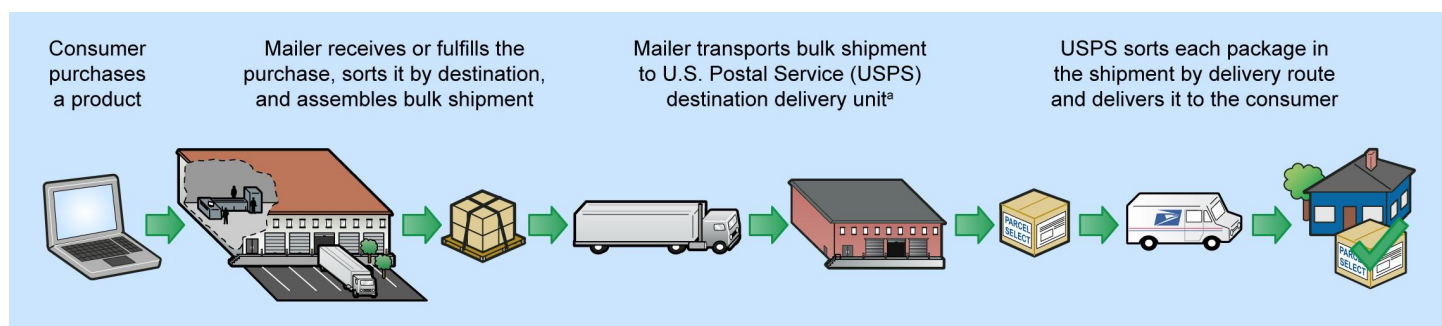 Consumer
purchases
a product
Mailer receives or fulfills the
purchase, sorts it by destination,
and assembles bulk shipment
Mailer transports bulk shipment
to U.S. Postal Service (USPS)
destination delivery unitᵃ
USPS sorts each package in
the shipment by delivery route
and delivers it to the consumer
PARCEL
SELECT
PARCEL
SELECT